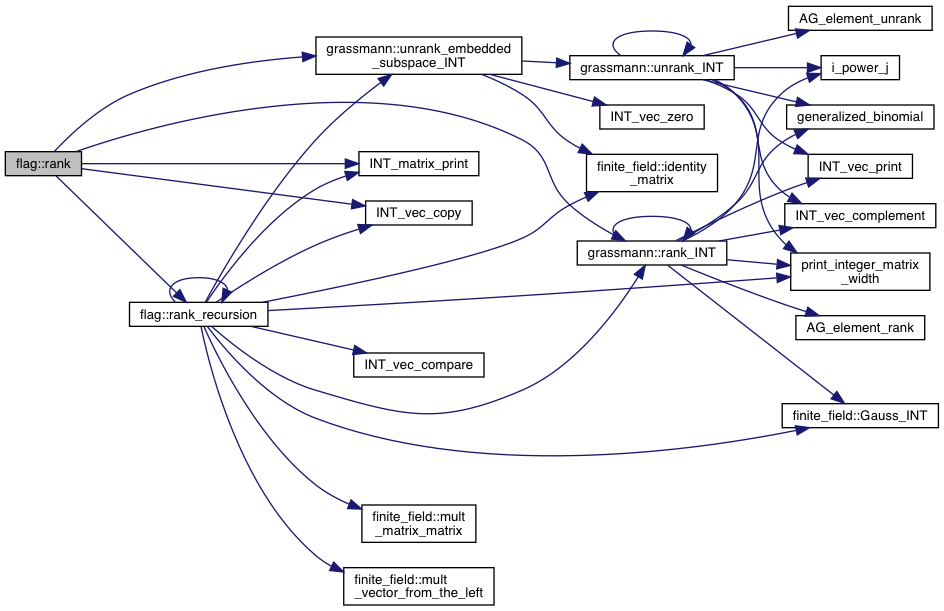 AG_element_unrank
grassmann::unrank_embedded
_subspace_INT
grassmann::unrank_INT
i_power_j
INT_vec_zero
generalized_binomial
flag::rank
INT_matrix_print
finite_field::identity
_matrix
INT_vec_print
INT_vec_copy
INT_vec_complement
grassmann::rank_INT
print_integer_matrix
_width
flag::rank_recursion
AG_element_rank
INT_vec_compare
finite_field::Gauss_INT
finite_field::mult
_matrix_matrix
finite_field::mult
_vector_from_the_left